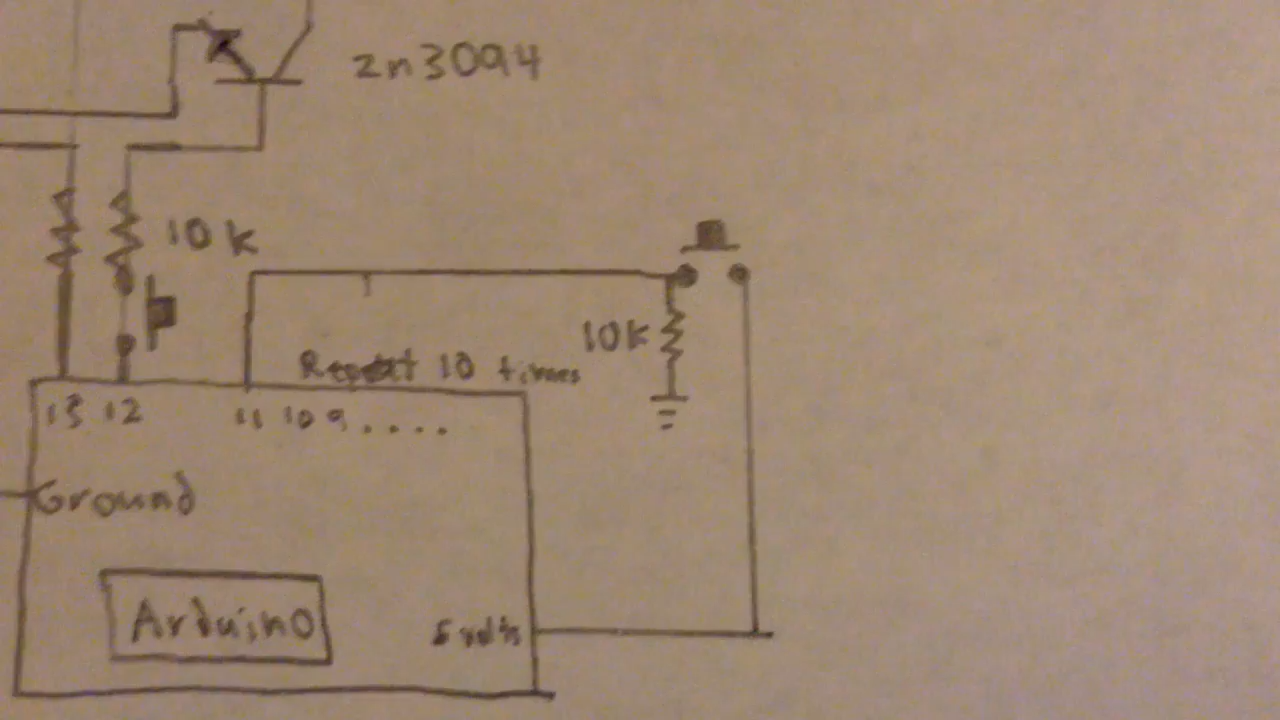 2n3094
10k
10k
Repeat 10 times
13 12 11 10 9 . . . .
Ground
Arduino
5 volts